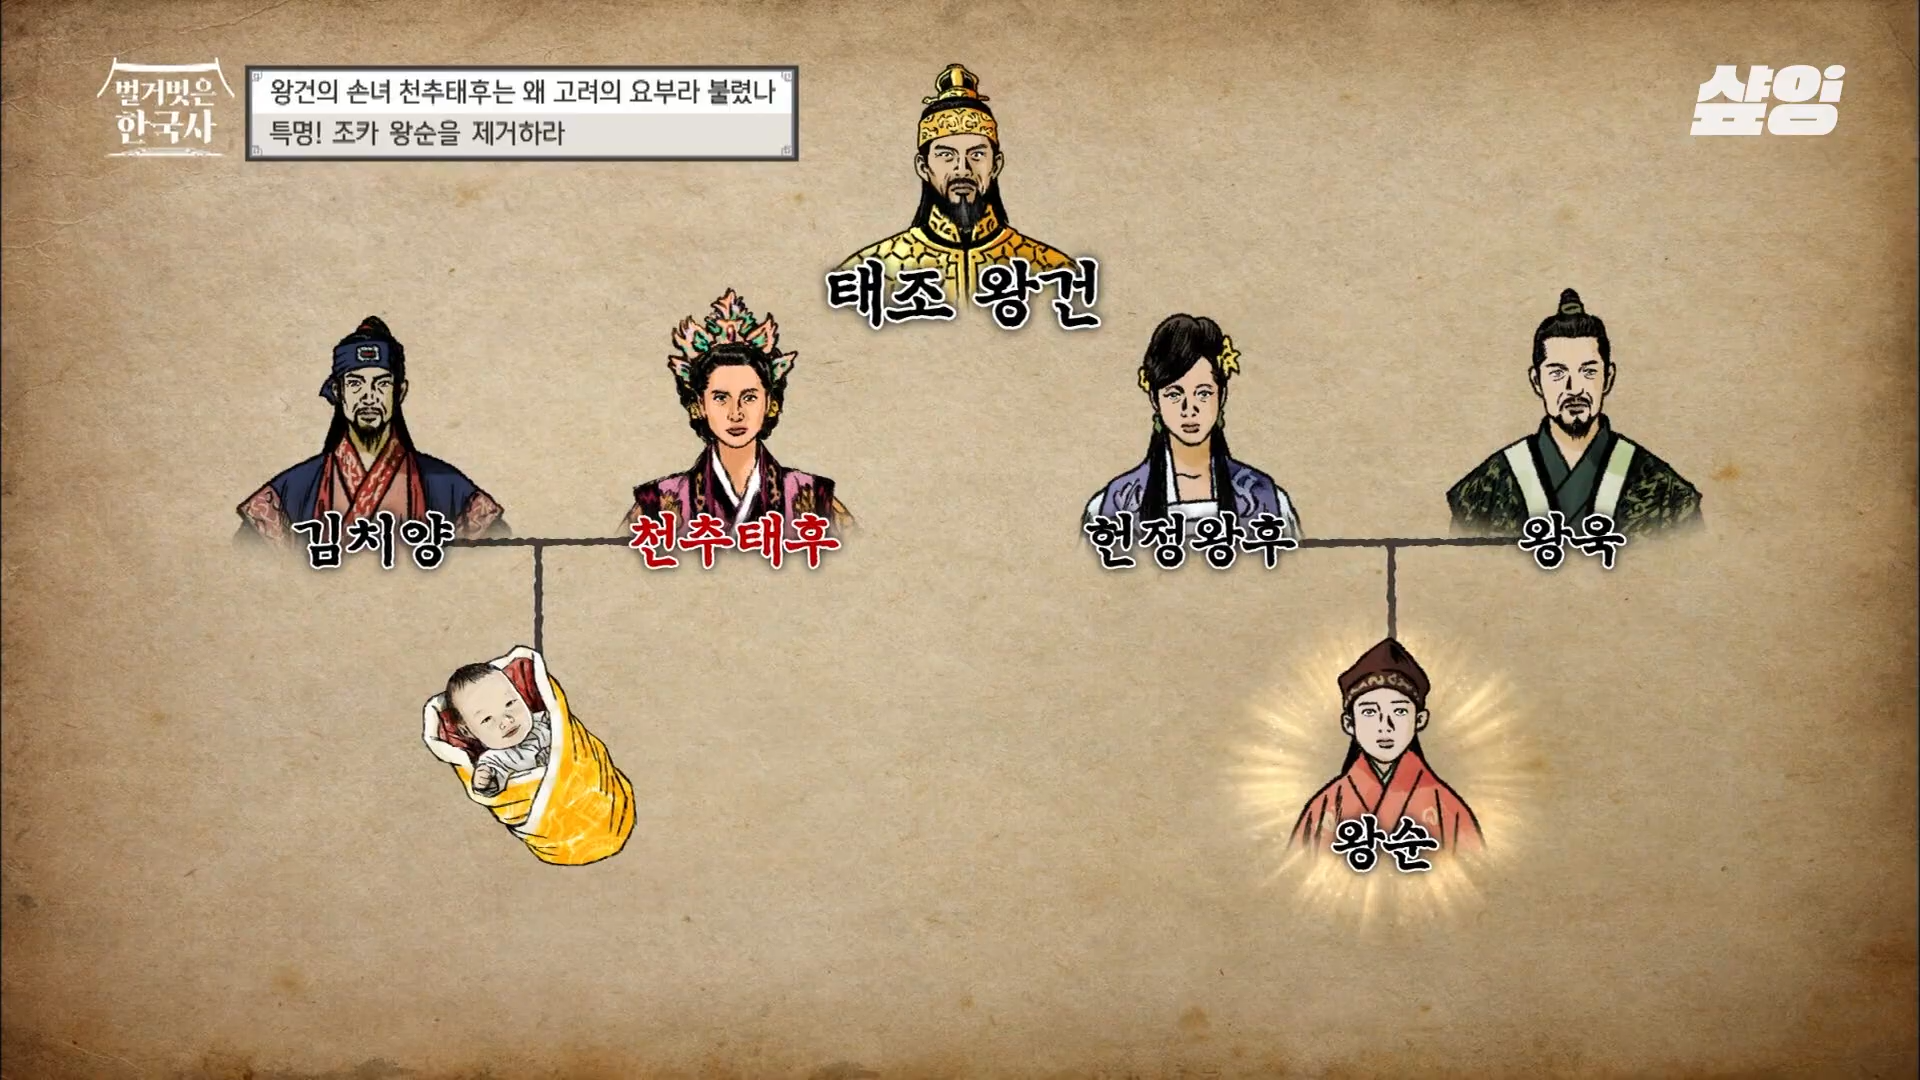 벌거벗은
한국사
왕건의 손녀 천추태후는 왜 고려의 요부라 불렸나
특명! 조카 왕순을 제거하라
샾잉
태조 왕건
김치양
천추태후
헌정왕후
왕욱
왕순